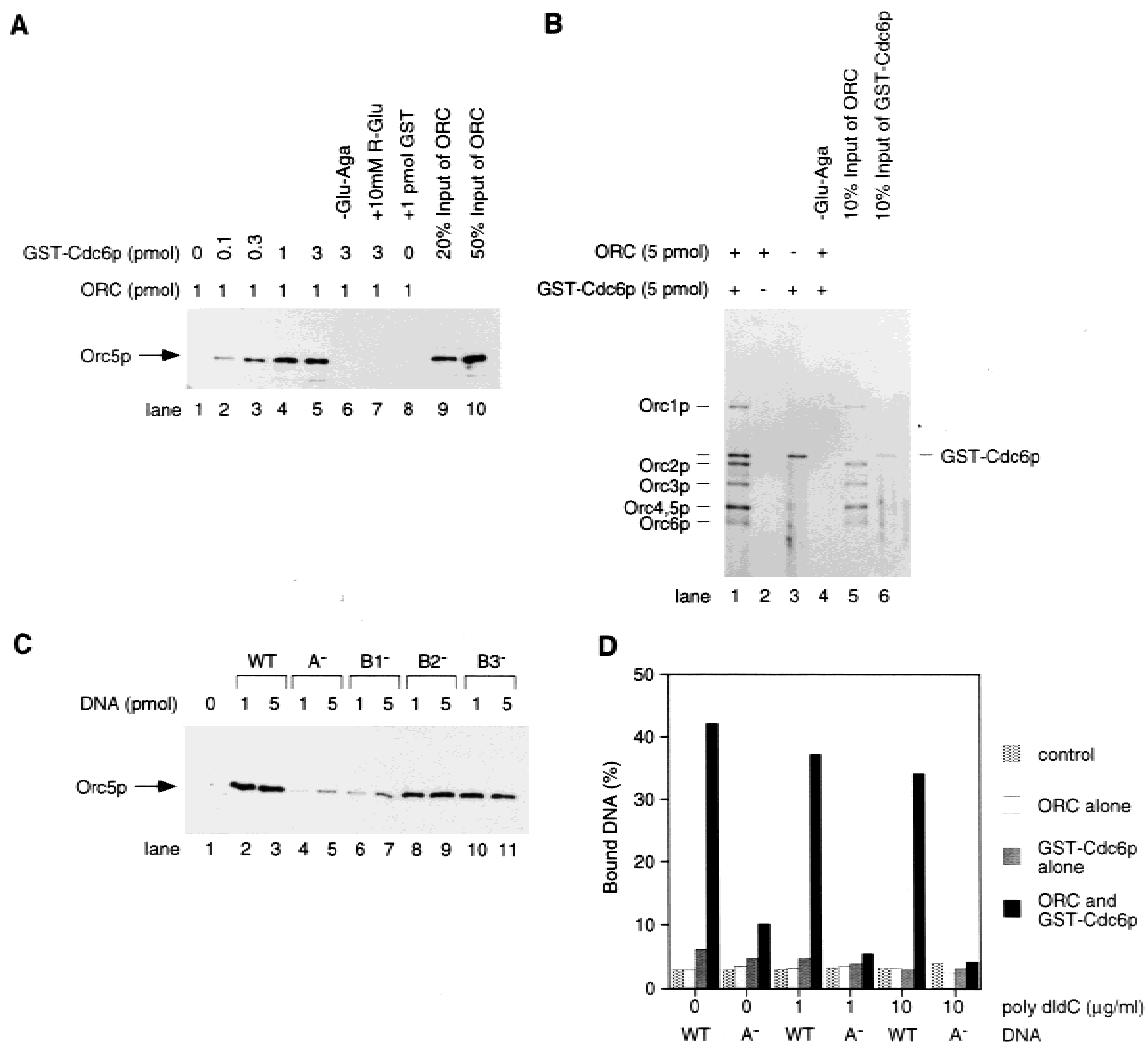 A
-Glu-Aga
+10mM R-Glu
+1 pmol GST
20% Input of ORC
50% Input of ORC
GST-Cdc6p (pmol) 0 0.1 0.3 1 3 3 3 0
ORC (pmol) 1 1 1 1 1 1 1 1
Orc5p
lane 1 2 3 4 5 6 7 8 9 10
B
-Glu-Aga
10% Input of ORC
10% Input of GST-Cdc6p
ORC (5 pmol) + + - +
GST-Cdc6p (5 pmol) + - + +
Orc1p
GST-Cdc6p
Orc2p
Orc3p
Orc4,5p
Orc6p
lane 1 2 3 4 5 6
C
WT A- B1- B2- B3-
DNA (pmol) 0 1 5 1 5 1 5 1 5 1 5
Orc5p
lane 1 2 3 4 5 6 7 8 9 10 11
D
50
40
30
20
10
0
Bound DNA (%)
control
ORC alone
GST-Cdc6p
alone
ORC and
GST-Cdc6p
0 0 1 1 10 10 poly dIdC (μg/ml)
WT A- WT A- WT A- DNA